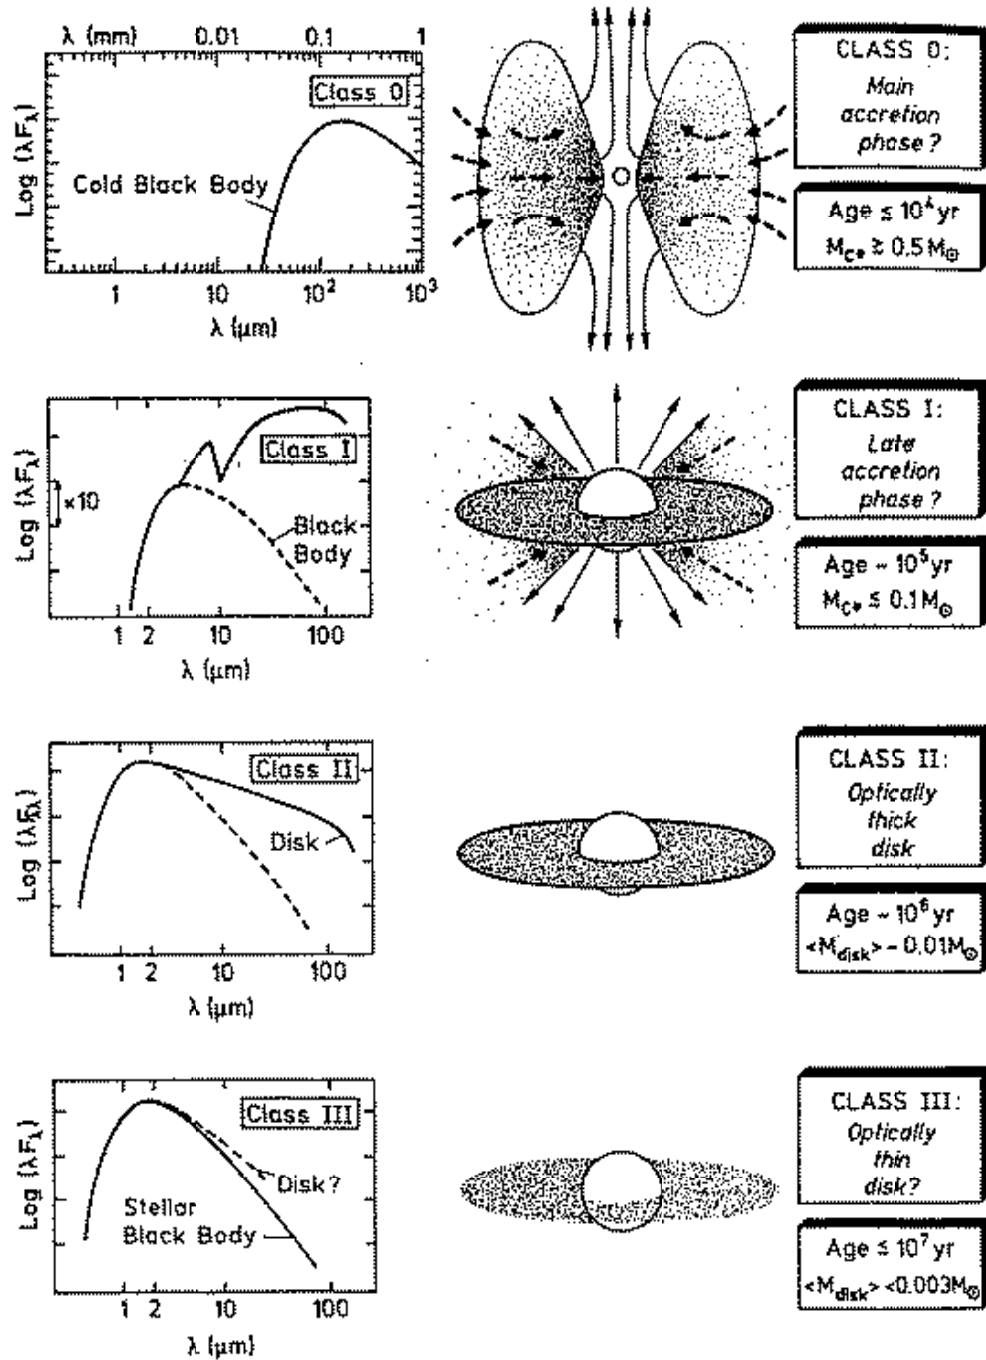 λ (mm) 0.01 0.1 1
Class 0
Cold Black Body
Log (λFλ)
1 10 10² 10³
λ (μm)
CLASS 0:
Main
accretion
phase?
Age ≤ 10⁴ yr
M_C* ≳ 0.5 M_⊙
Class I
×10
Black
Body
Log (λFλ)
1 2 10 100
λ (μm)
CLASS I:
Late
accretion
phase?
Age ~ 10⁵ yr
M_C* ≤ 0.1 M_⊙
Class II
Disk
Log (λFλ)
1 2 10 100
λ (μm)
CLASS II:
Optically
thick
disk
Age ~ 10⁶ yr
<M_disk> ~ 0.01 M_⊙
Class III
Disk?
Stellar
Black Body
Log (λFλ)
1 2 10 100
λ (μm)
CLASS III:
Optically
thin
disk?
Age ≤ 10⁷ yr
<M_disk> < 0.003 M_⊙